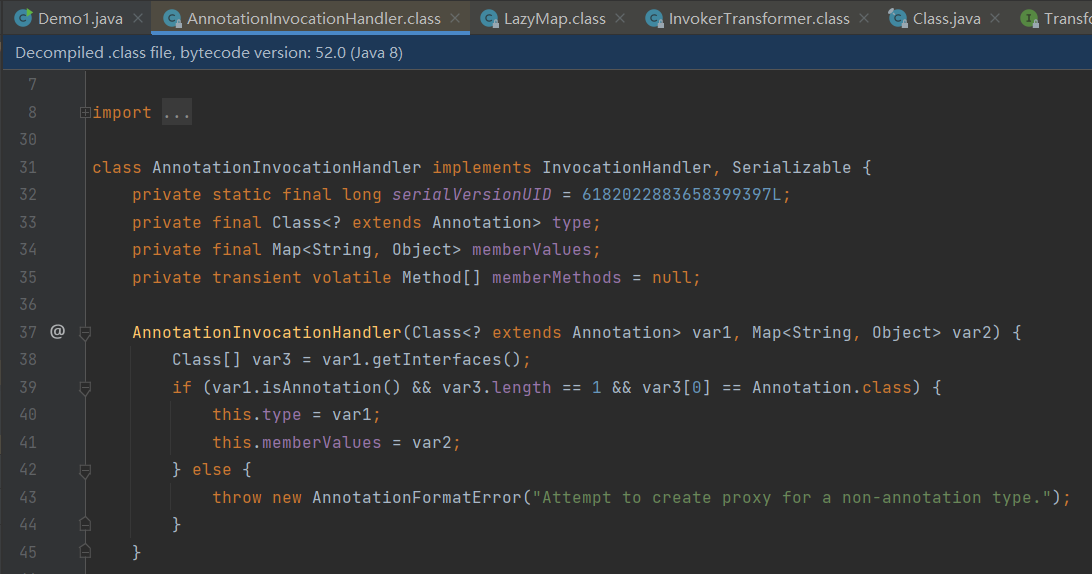 Demo1.java AnnotationInvocationHandler.class LazyMap.class InvokerTransformer.class Class.java Transfo
Decompiled .class file, bytecode version: 52.0 (Java 8)
7
8 import ...
30
31 class AnnotationInvocationHandler implements InvocationHandler, Serializable {
32 private static final long serialVersionUID = 6182022883658399397L;
33 private final Class<? extends Annotation> type;
34 private final Map<String, Object> memberValues;
35 private transient volatile Method[] memberMethods = null;
36
37 @ AnnotationInvocationHandler(Class<? extends Annotation> var1, Map<String, Object> var2) {
38 Class[] var3 = var1.getInterfaces();
39 if (var1.isAnnotation() && var3.length == 1 && var3[0] == Annotation.class) {
40 this.type = var1;
41 this.memberValues = var2;
42 } else {
43 throw new AnnotationFormatError("Attempt to create proxy for a non-annotation type.");
44 }
45 }